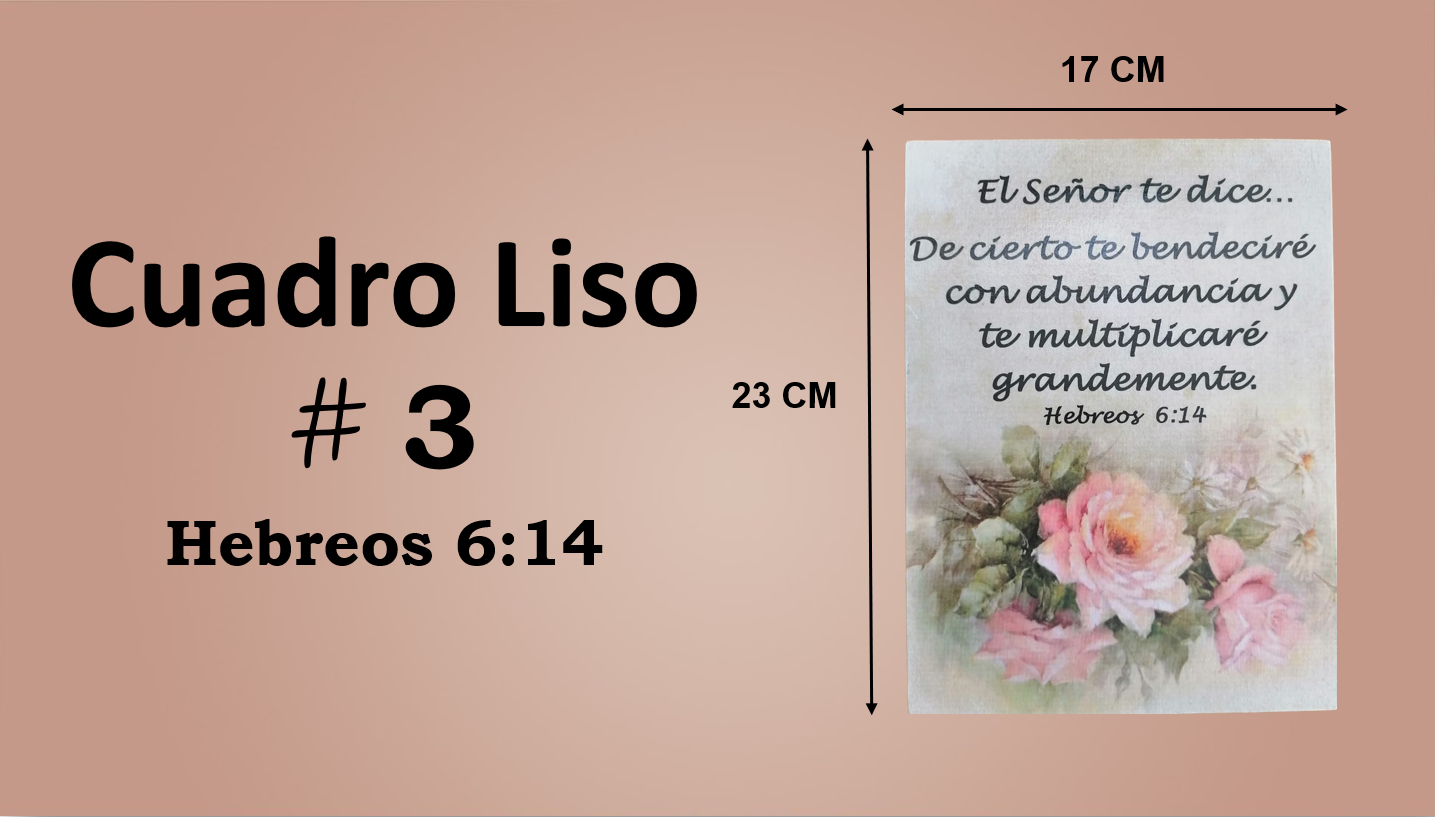 Cuadro Liso
# 3
Hebreos 6:14
17 CM
23 CM
El Señor te dice...
De cierto te bendeciré
con abundancia y
te multiplicaré
grandemente.
Hebreos 6:14